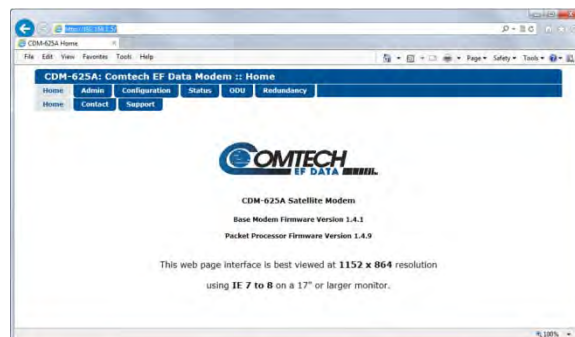 CDM-625A Home
File Edit View Favorites Tools Help
Page Safety Tools
CDM-625A: Comtech EF Data Modem :: Home
Home Admin Configuration Status ODU Redundancy
Home Contact Support
COMTECH
EF DATA
CDM-625A Satellite Modem
Base Modem Firmware Version 1.4.1
Packet Processor Firmware Version 1.4.9
This web page interface is best viewed at 1152 x 864 resolution
using IE 7 to 8 on a 17" or larger monitor.
100%